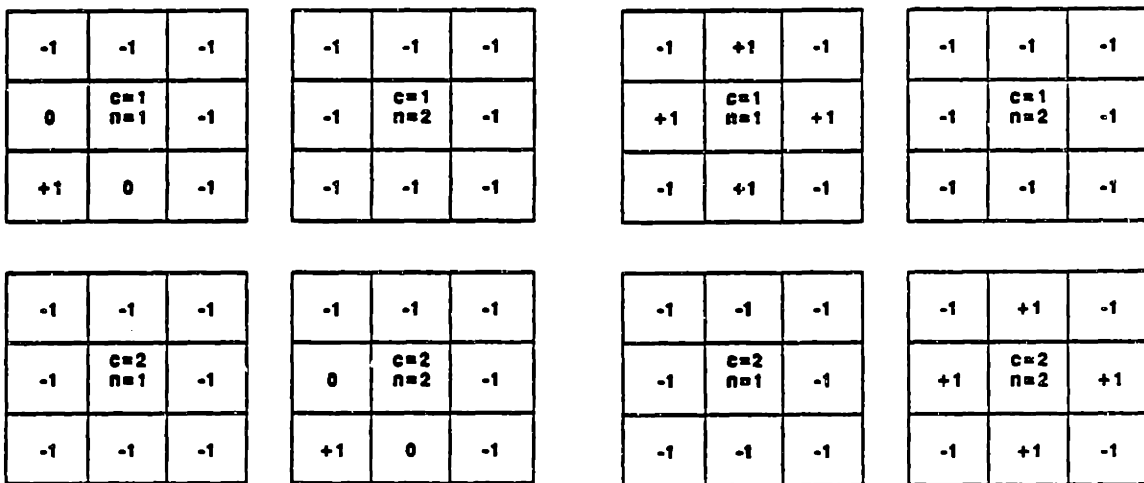 -1 -1 -1 -1 -1 -1 -1 +1 -1 -1 -1 -1
0 c=1 n=1 -1 -1 c=1 n=2 -1 +1 c=1 n=1 +1 -1 c=1 n=2 -1
+1 0 -1 -1 -1 -1 -1 +1 -1 -1 -1 -1
-1 -1 -1 -1 -1 -1 -1 -1 -1 -1 +1 -1
-1 c=2 n=1 -1 0 c=2 n=2 -1 -1 c=2 n=1 -1 +1 c=2 n=2 +1
-1 -1 -1 +1 0 -1 -1 -1 -1 -1 +1 -1